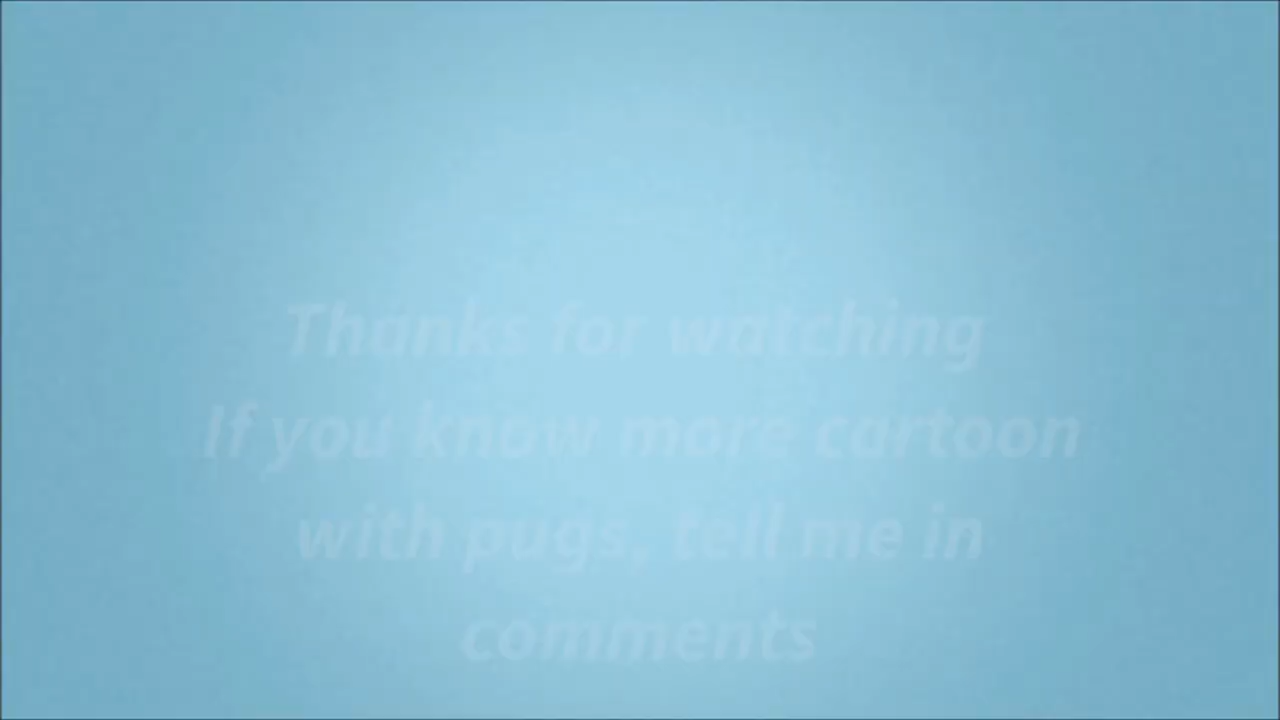 Thanks for watching
If you know more cartoon
with pugs, tell me in
comments